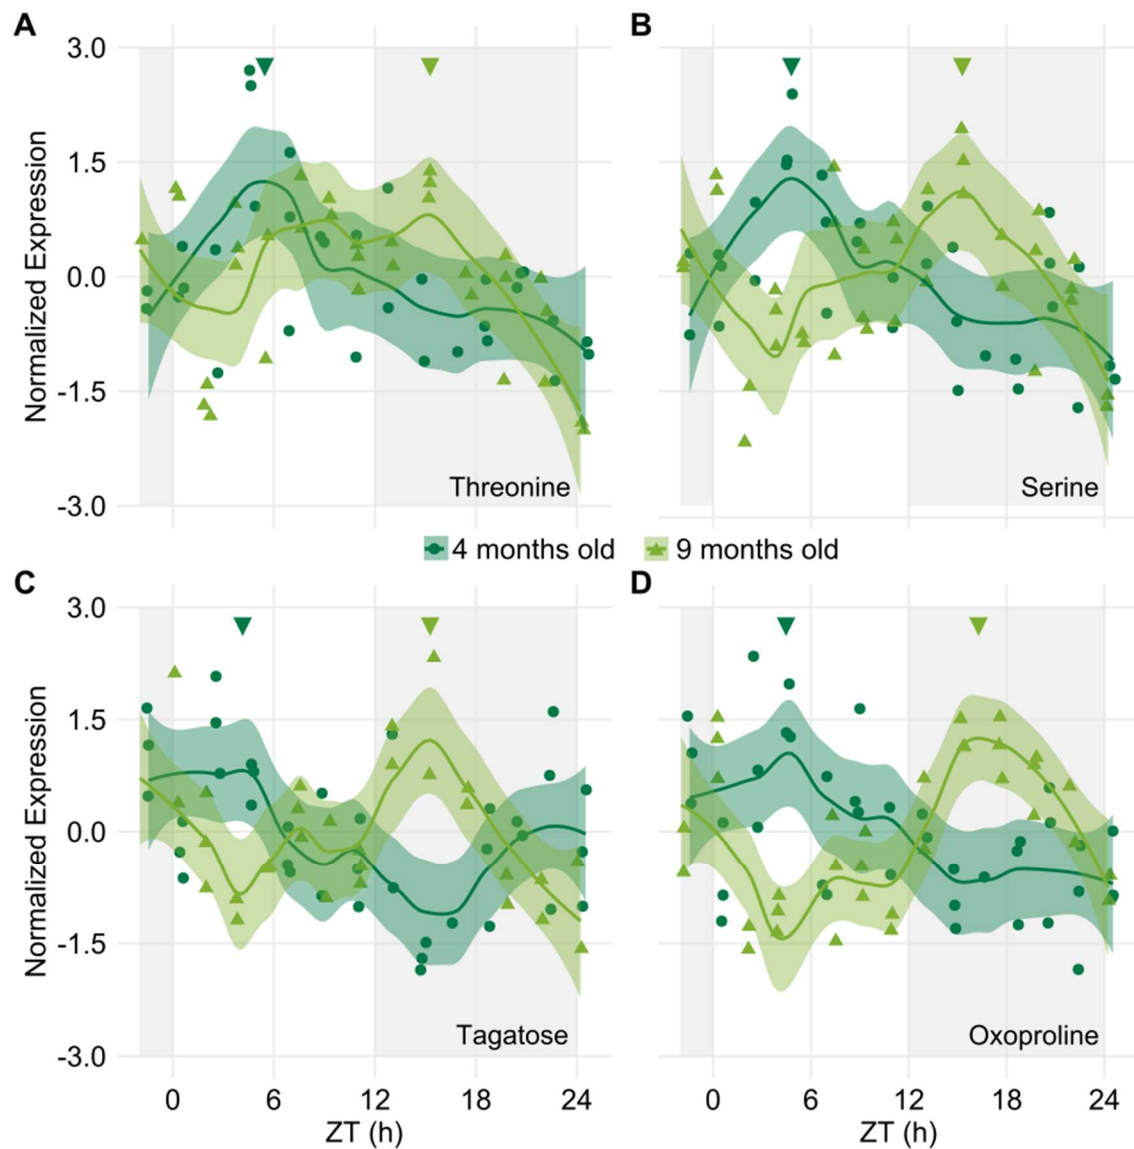 A
B
Normalized Expression
3.0
1.5
0.0
-1.5
-3.0
Threonine
Serine
4 months old
9 months old
C
D
Normalized Expression
3.0
1.5
0.0
-1.5
-3.0
Tagatose
Oxoproline
0 6 12 18 24
0 6 12 18 24
ZT (h)
ZT (h)